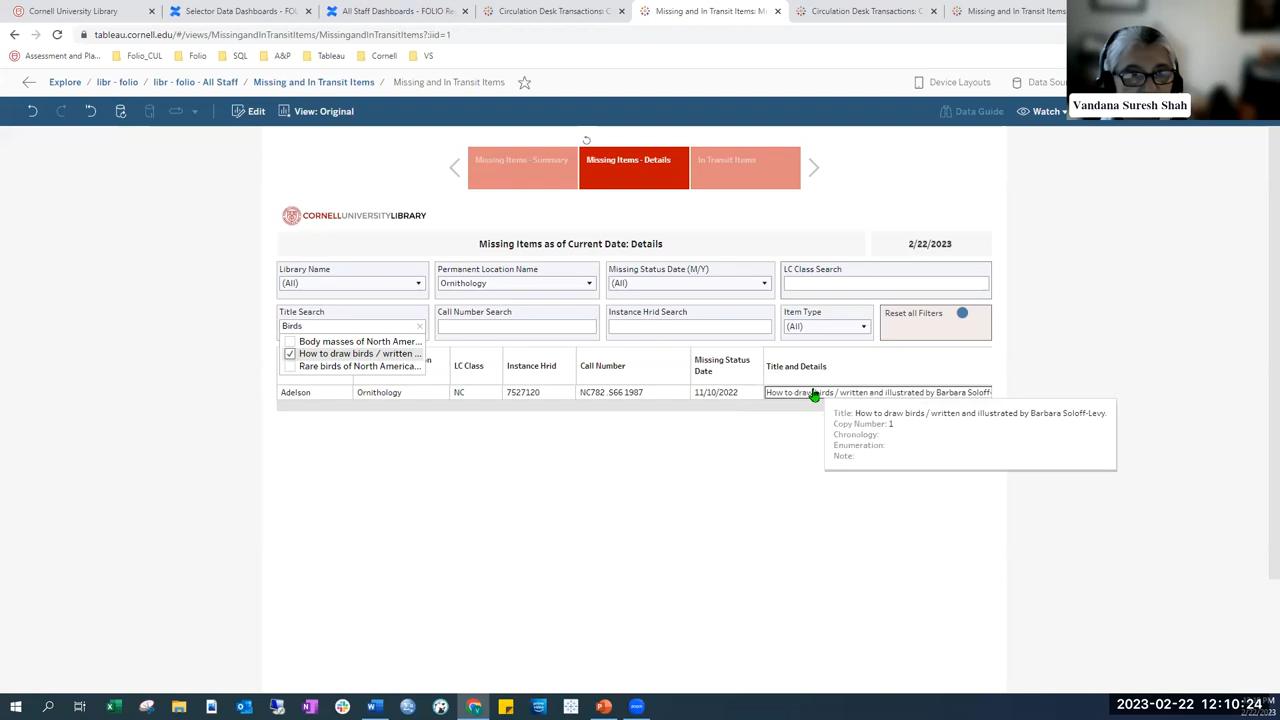 Cornell University Library
Selector Data Dashboards - FOL
All Staff Dashboards - FOLIO Re
Circulation Desk Transactions: C
Missing and In Transit Items: M
Circulation Desk Transactions: C
Missing and In Transit Items
tableau.cornell.edu/#/views/MissingandInTransitItems/MissingandInTransitItems?:iid=1
Assessment and Pla... Folio_CUL Folio SQL A&P Tableau Cornell VS
Explore / libr - folio / libr - folio - All Staff / Missing and In Transit Items / Missing and In Transit Items
Device Layouts
Data Sou
Vandana Suresh Shah
Edit
View: Original
Data Guide
Watch
Missing Items - Summary
Missing Items - Details
In Transit Items
CORNELLUNIVERSITYLIBRARY
Missing Items as of Current Date: Details
2/22/2023
Library Name Permanent Location Name Missing Status Date (M/Y) LC Class Search
(All) Ornithology (All)
Title Search Call Number Search Instance Hrid Search Item Type Reset all Filters
Birds (All)
Body masses of North Amer...
How to draw birds / written ...
Rare birds of North America...
on LC Class Instance Hrid Call Number Missing Status Date Title and Details
Adelson Ornithology NC 7527120 NC782 .S66 1987 11/10/2022 How to draw birds / written and illustrated by Barbara Soloff-
Title: How to draw birds / written and illustrated by Barbara Soloff-Levy.
Copy Number: 1
Chronology:
Enumeration:
Note:
2023-02-22 12:10:24